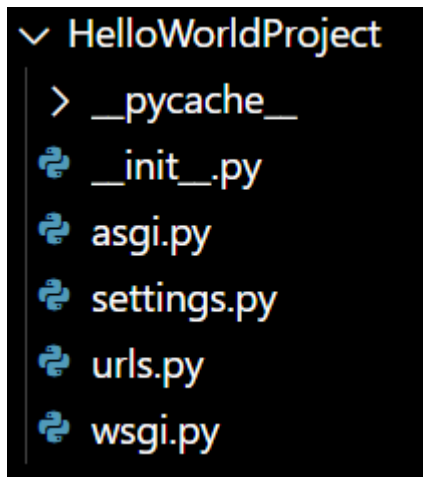 HelloWorldProject
__pycache__
__init__.py
asgi.py
settings.py
urls.py
wsgi.py